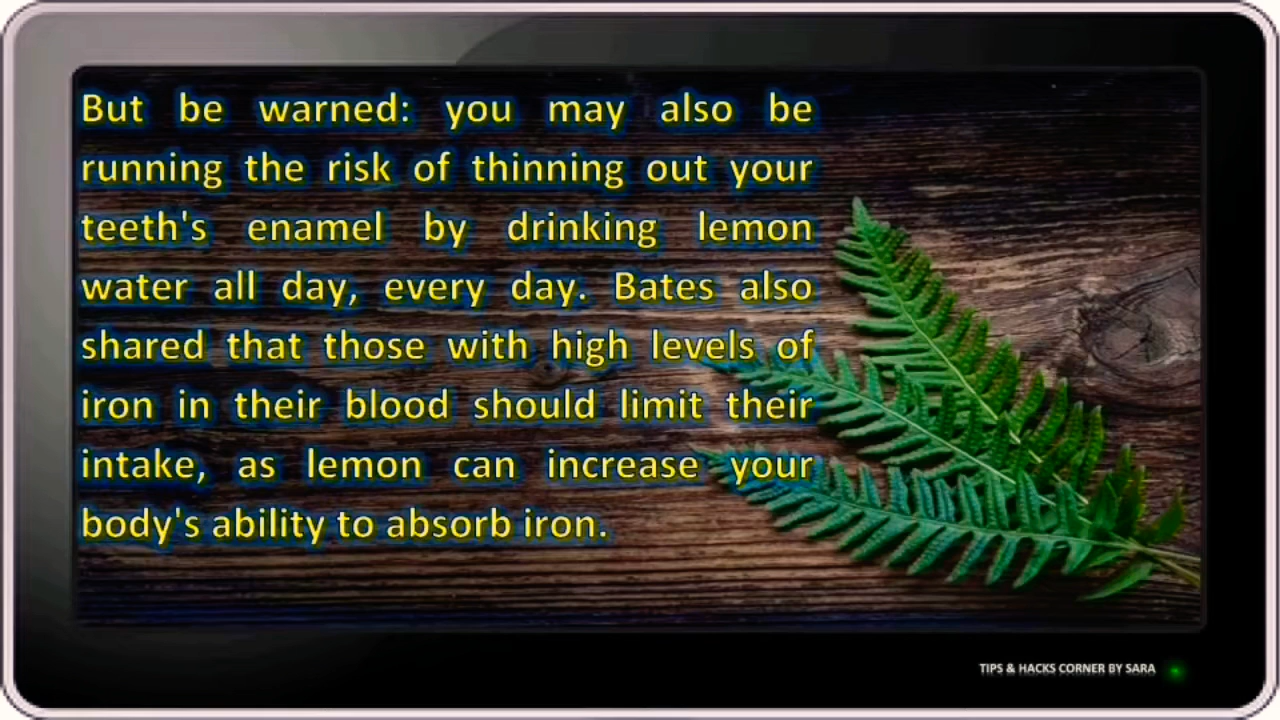 But be warned: you may also be
running the risk of thinning out your
teeth's enamel by drinking lemon
water all day, every day. Bates also
shared that those with high levels of
iron in their blood should limit their
intake, as lemon can increase your
body's ability to absorb iron.
TIPS & HACKS CORNER BY SARA